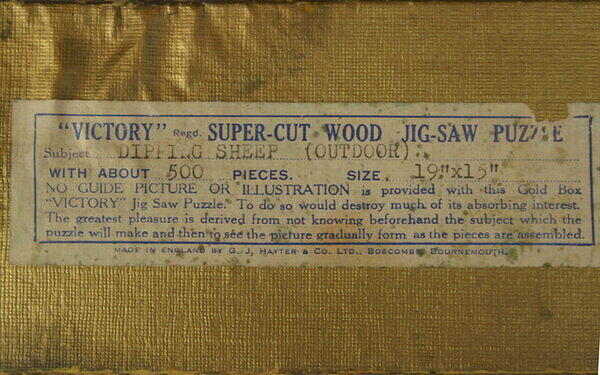 "VICTORY" Regd. SUPER-CUT WOOD JIG-SAW PUZZLE
Subject DIPPING SHEEP (OUTDOOR)
WITH ABOUT 500 PIECES. SIZE 19"x15"
NO GUIDE PICTURE OR ILLUSTRATION is provided with this Gold Box
"VICTORY" Jig Saw Puzzle. To do so would destroy much of its absorbing interest.
The greatest pleasure is derived from not knowing beforehand the subject which the
puzzle will make and then to see the picture gradually form as the pieces are assembled.
MADE IN ENGLAND BY G. J. HAYTER & CO. LTD., BOSCOMBE, BOURNEMOUTH.